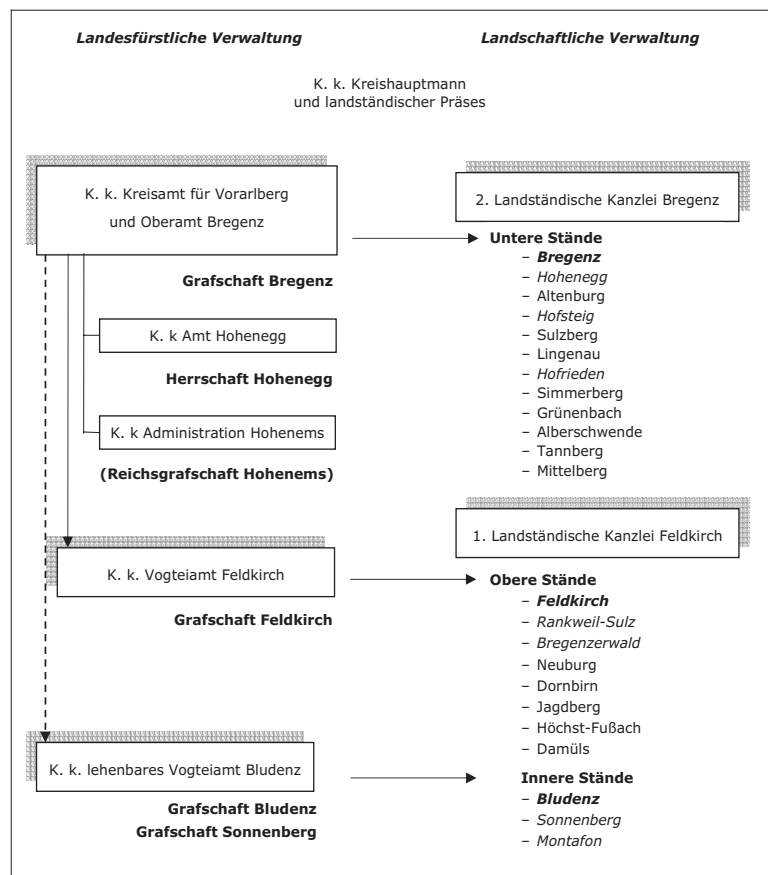 Landesfürstliche Verwaltung
Landschaftliche Verwaltung
K. k. Kreishauptmann
und landständischer Präses
K. k. Kreisamt für Vorarlberg
und Oberamt Bregenz
Grafschaft Bregenz
K. k Amt Hohenegg
Herrschaft Hohenegg
K. k Administration Hohenems
(Reichsgrafschaft Hohenems)
K. k. Vogteiamt Feldkirch
Grafschaft Feldkirch
K. k. lehenbares Vogteiamt Bludenz
Grafschaft Bludenz
Grafschaft Sonnenberg
2. Landständische Kanzlei Bregenz
Untere Stände
– Bregenz
– Hohenegg
– Altenburg
– Hofsteig
– Sulzberg
– Lingenau
– Hofrieden
– Simmerberg
– Grünenbach
– Alberschwende
– Tannberg
– Mittelberg
1. Landständische Kanzlei Feldkirch
Obere Stände
– Feldkirch
– Rankweil-Sulz
– Bregenzerwald
– Neuburg
– Dornbirn
– Jagdberg
– Höchst-Fußach
– Damüls
Innere Stände
– Bludenz
– Sonnenberg
– Montafon